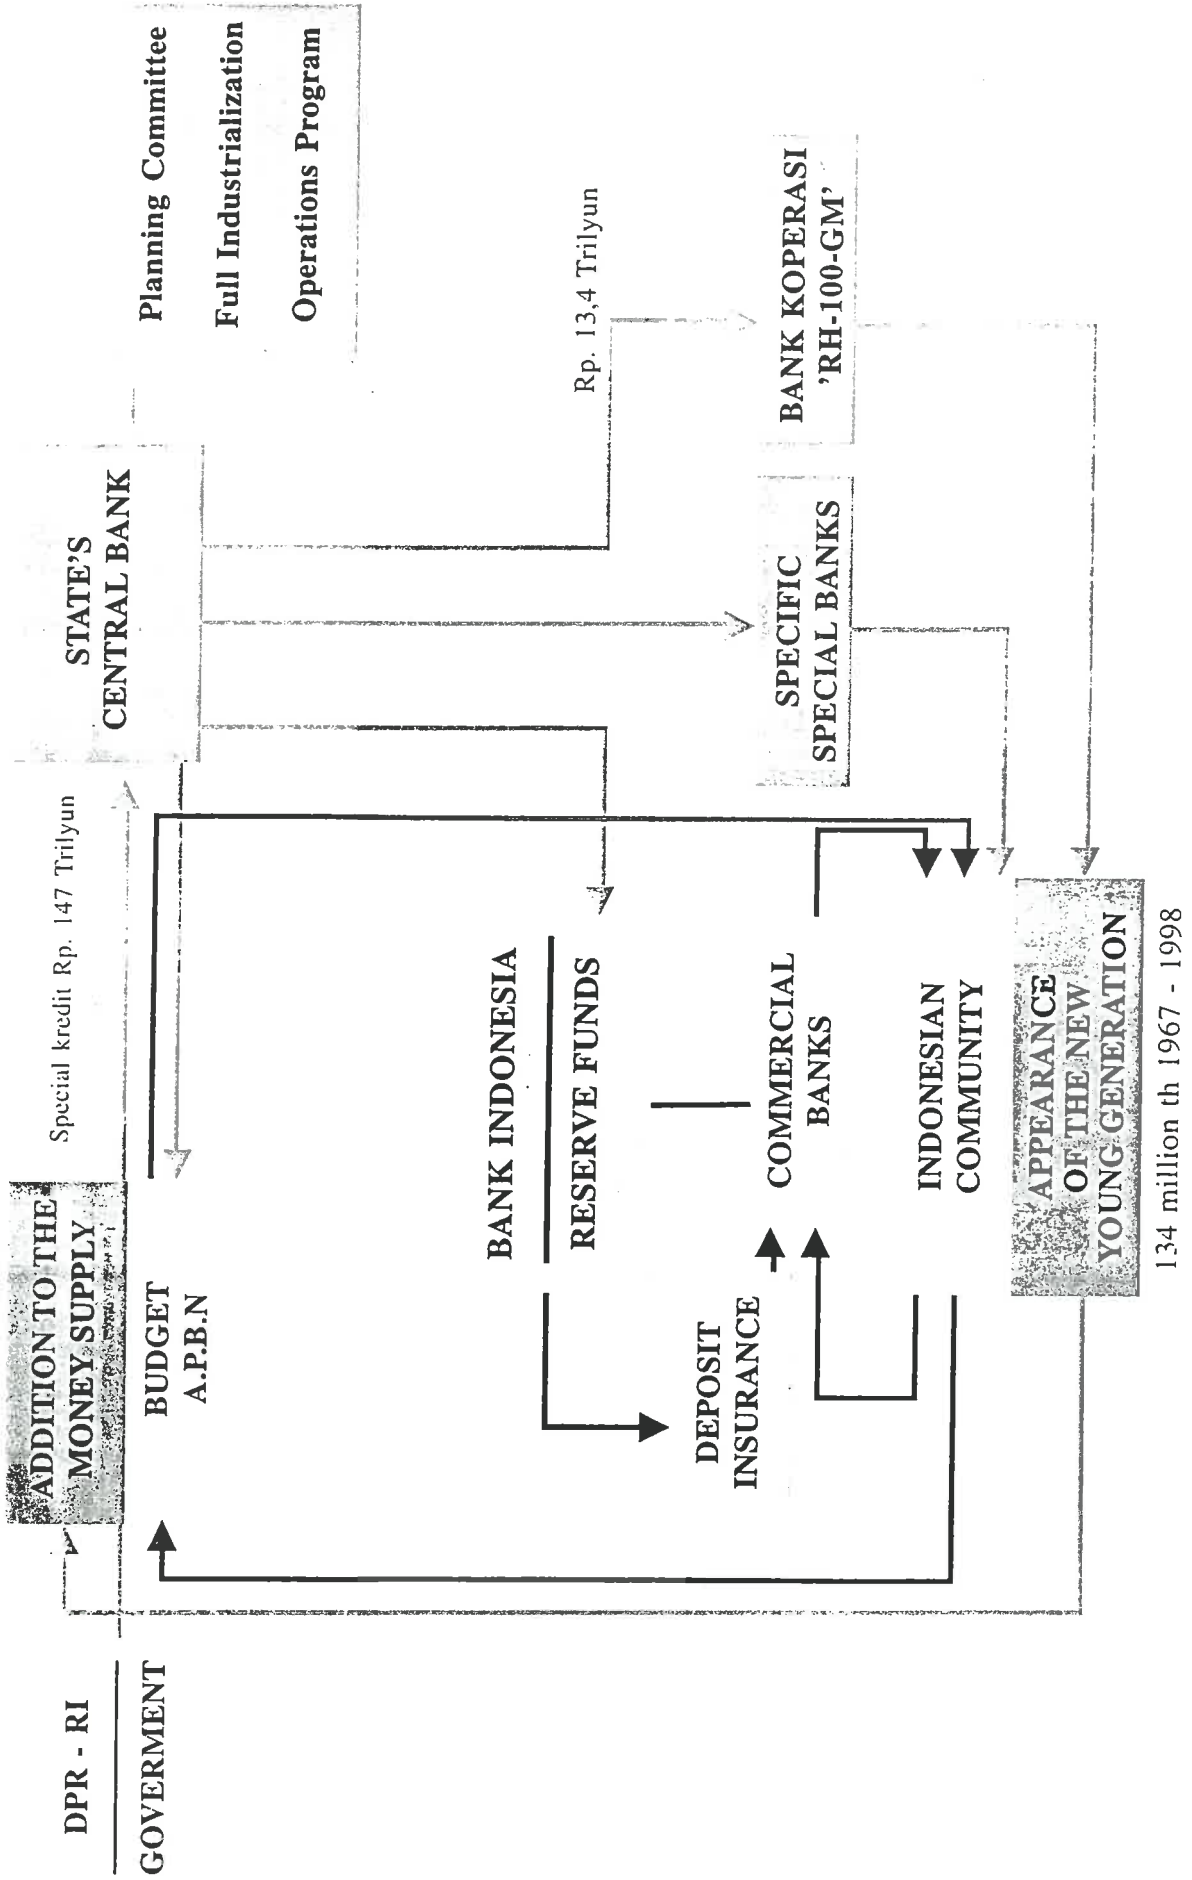 DPR - RI
GOVERMENT
ADDITION TO THE
MONEY SUPPLY
BUDGET
A.P.B.N
Special kredit Rp. 147 Trilyun
STATE'S
CENTRAL BANK
Planning Committee
Full Industrialization
Operations Program
BANK INDONESIA
RESERVE FUNDS
Rp. 13,4 Trilyun
DEPOSIT
INSURANCE
COMMERCIAL
BANKS
SPECIFIC
SPECIAL BANKS
BANK KOPERASI
'RH-100-GM'
INDONESIAN
COMMUNITY
APPEARANCE
OF THE NEW
YOUNG GENERATION
134 million th 1967 - 1998